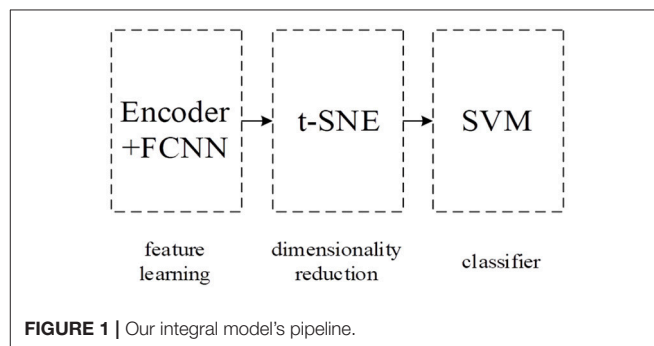 Encoder
+FCNN
t-SNE
SVM
feature
learning
dimensionality
reduction
classifier
FIGURE 1 | Our integral model's pipeline.